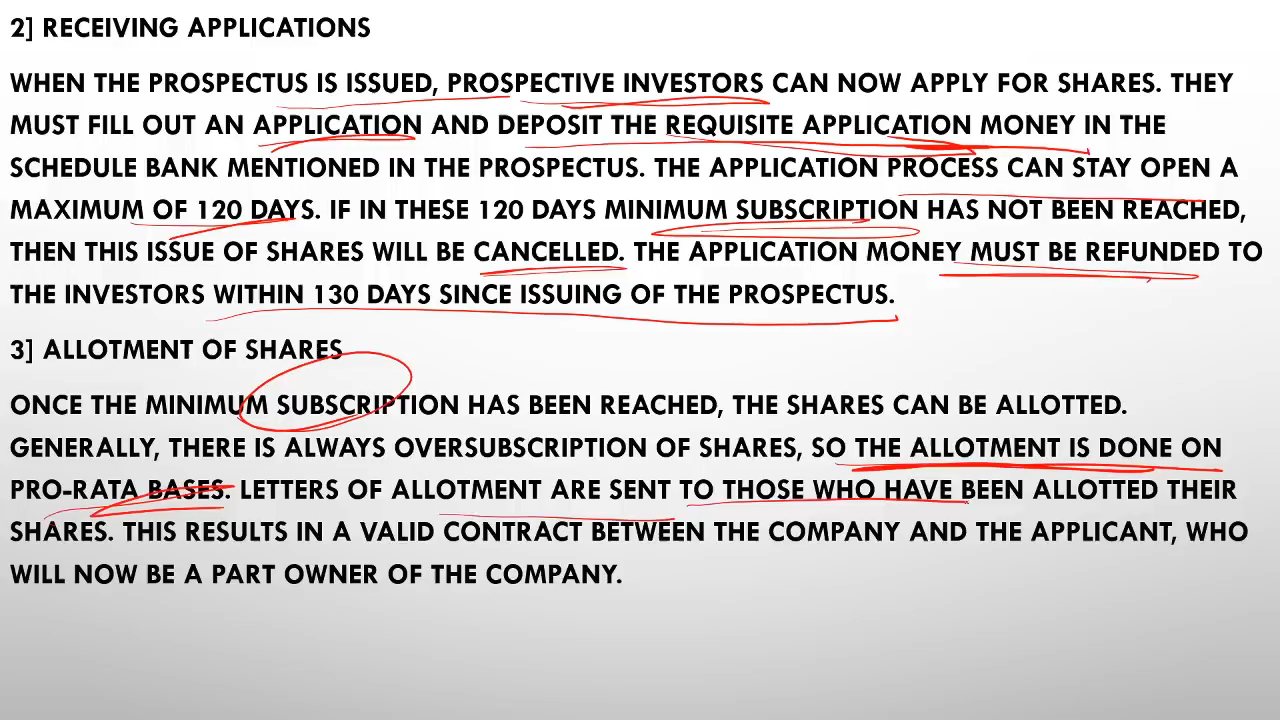 2] RECEIVING APPLICATIONS
WHEN THE PROSPECTUS IS ISSUED, PROSPECTIVE INVESTORS CAN NOW APPLY FOR SHARES. THEY
MUST FILL OUT AN APPLICATION AND DEPOSIT THE REQUISITE APPLICATION MONEY IN THE
SCHEDULE BANK MENTIONED IN THE PROSPECTUS. THE APPLICATION PROCESS CAN STAY OPEN A
MAXIMUM OF 120 DAYS. IF IN THESE 120 DAYS MINIMUM SUBSCRIPTION HAS NOT BEEN REACHED,
THEN THIS ISSUE OF SHARES WILL BE CANCELLED. THE APPLICATION MONEY MUST BE REFUNDED TO
THE INVESTORS WITHIN 130 DAYS SINCE ISSUING OF THE PROSPECTUS.
3] ALLOTMENT OF SHARES
ONCE THE MINIMUM SUBSCRIPTION HAS BEEN REACHED, THE SHARES CAN BE ALLOTTED.
GENERALLY, THERE IS ALWAYS OVERSUBSCRIPTION OF SHARES, SO THE ALLOTMENT IS DONE ON
PRO-RATA BASES. LETTERS OF ALLOTMENT ARE SENT TO THOSE WHO HAVE BEEN ALLOTTED THEIR
SHARES. THIS RESULTS IN A VALID CONTRACT BETWEEN THE COMPANY AND THE APPLICANT, WHO
WILL NOW BE A PART OWNER OF THE COMPANY.